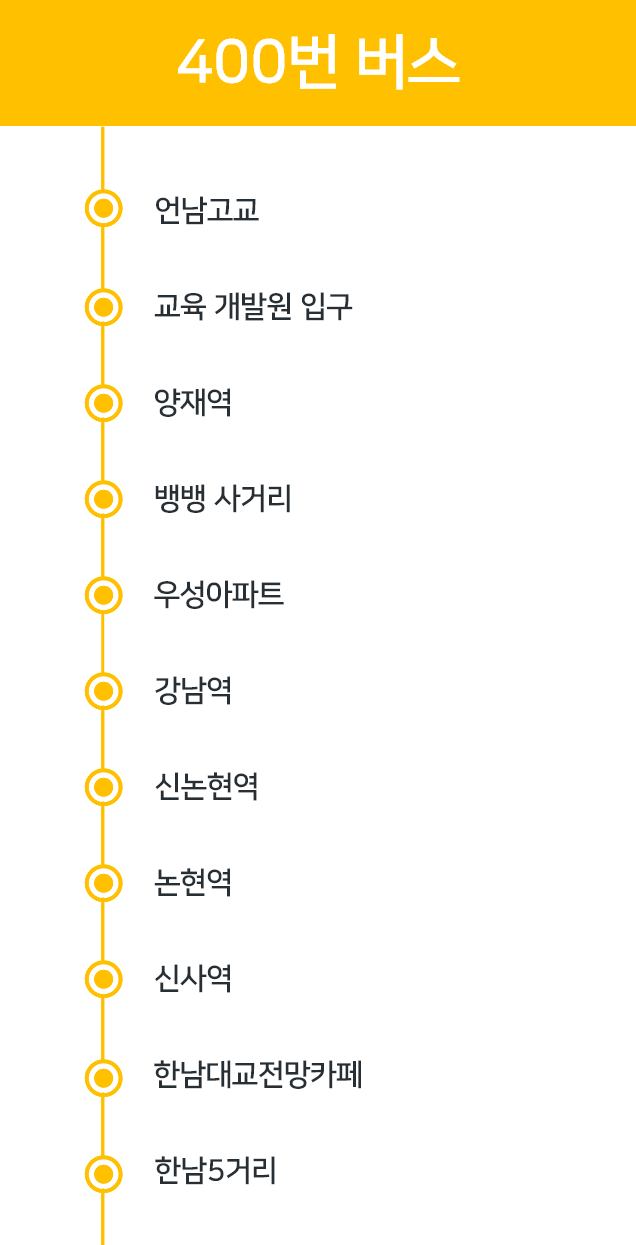 400번 버스
언남고교
교육 개발원 입구
양재역
뱅뱅 사거리
우성아파트
강남역
신논현역
논현역
신사역
한남대교전망카페
한남5거리